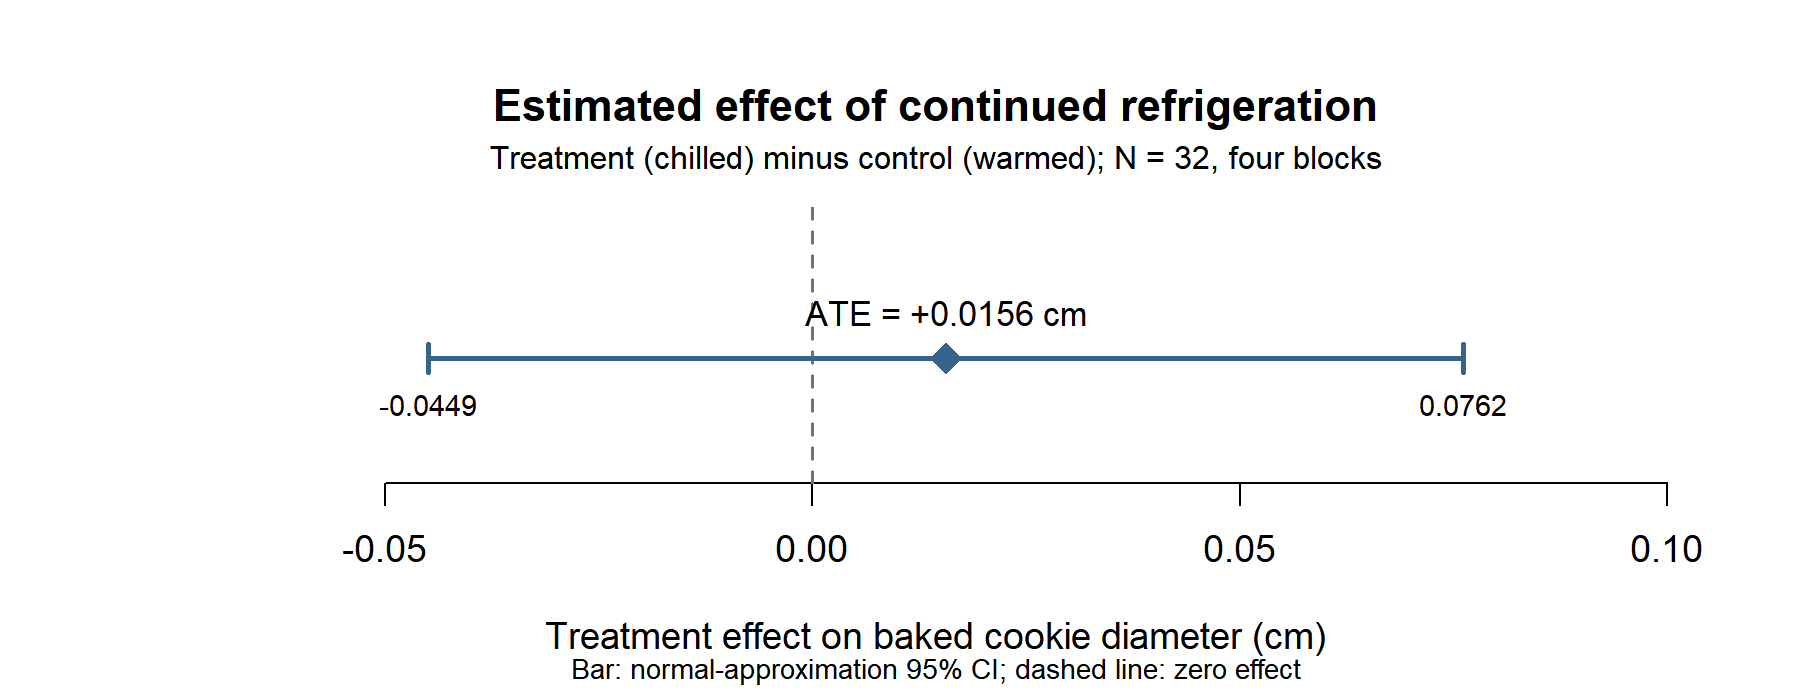 Estimated effect of continued refrigeration
Treatment (chilled) minus control (warmed); N = 32, four blocks
ATE = +0.0156 cm
-0.0449
0.0762
-0.05
0.00
0.05
0.10
Treatment effect on baked cookie diameter (cm)
Bar: normal-approximation 95% CI; dashed line: zero effect